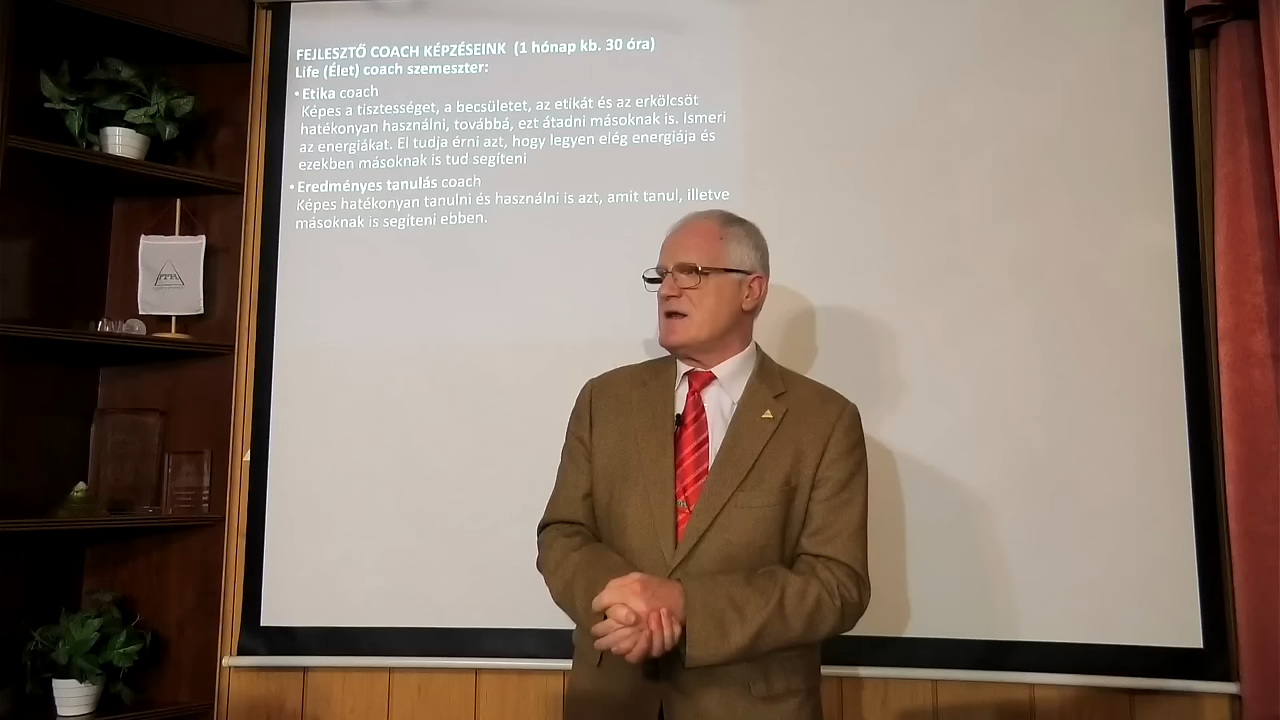 FEJLESZTŐ COACH KÉPZÉSEINK (1 hónap kb. 30 óra)
Life (Élet) coach szemeszter:
• Etika coach
Képes a tisztességet, a becsületet, az etikát és az erkölcsöt
hatékonyan használni, továbbá, ezt átadni másoknak is. Ismeri
az energiákat. El tudja érni azt, hogy legyen elég energiája és
ezekben másoknak is tud segíteni
• Eredményes tanulás coach
Képes hatékonyan tanulni és használni is azt, amit tanul, illetve
másoknak is segíteni ebben.